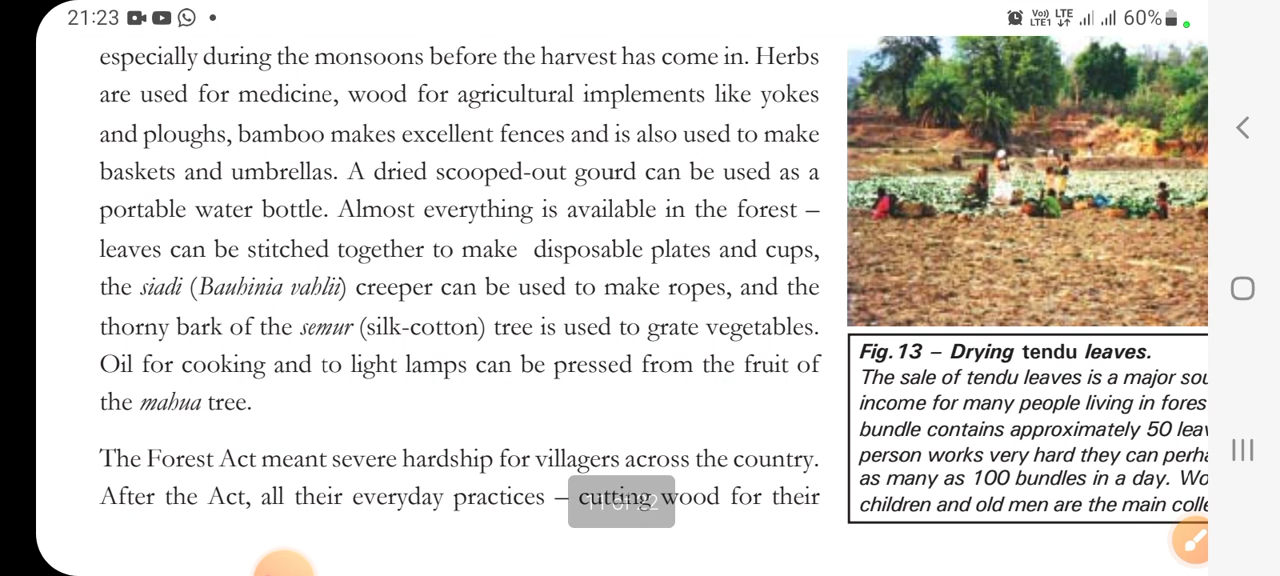 21:23
Vo)) LTE
LTE1
60%
especially during the monsoons before the harvest has come in. Herbs
are used for medicine, wood for agricultural implements like yokes
and ploughs, bamboo makes excellent fences and is also used to make
baskets and umbrellas. A dried scooped-out gourd can be used as a
portable water bottle. Almost everything is available in the forest –
leaves can be stitched together to make disposable plates and cups,
the siadi (Bauhinia vahlii) creeper can be used to make ropes, and the
thorny bark of the semur (silk-cotton) tree is used to grate vegetables.
Oil for cooking and to light lamps can be pressed from the fruit of
the mahua tree.
The Forest Act meant severe hardship for villagers across the country.
After the Act, all their everyday practices – cutting wood for their
Fig.13 – Drying tendu leaves.
The sale of tendu leaves is a major sou
income for many people living in fores
bundle contains approximately 50 leav
person works very hard they can perha
as many as 100 bundles in a day. Wo
children and old men are the main colle